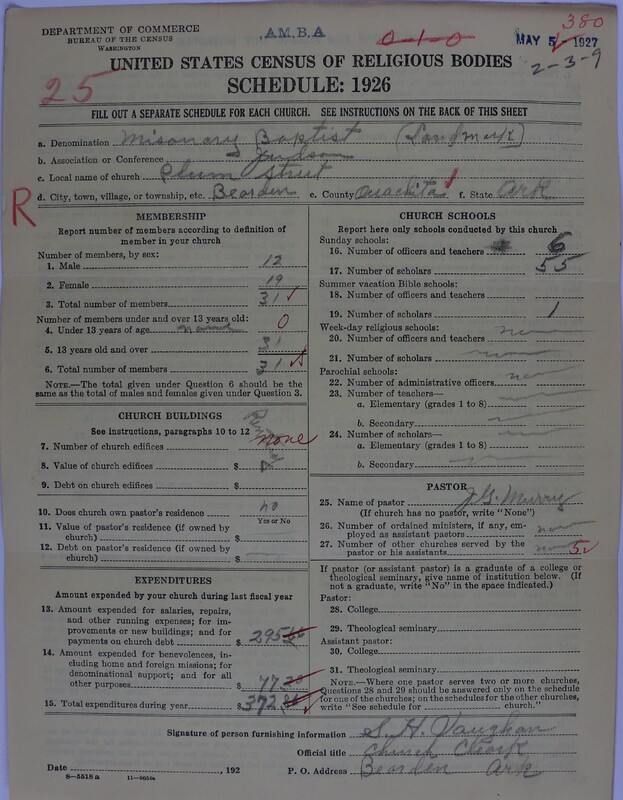 380
DEPARTMENT OF COMMERCE
BUREAU OF THE CENSUS
WASHINGTON
A.M.B.A
0-1-0
MAY 5 1927
2-3-9
25
UNITED STATES CENSUS OF RELIGIOUS BODIES
SCHEDULE: 1926
FILL OUT A SEPARATE SCHEDULE FOR EACH CHURCH. SEE INSTRUCTIONS ON THE BACK OF THIS SHEET
a. Denomination Misonary Baptist (Landmark)
b. Association or Conference Judson
c. Local name of church Plum Street
d. City, town, village, or township, etc. Bearden e. County Ouachita f. State Ark
R
MEMBERSHIP
Report number of members according to definition of
member in your church
Number of members, by sex:
1. Male 12
2. Female 19
3. Total number of members 31
Number of members under and over 13 years old:
4. Under 13 years of age none 0
5. 13 years old and over 31
6. Total number of members 31
NOTE.—The total given under Question 6 should be
the same as the total of males and females given under Question 3.
CHURCH BUILDINGS
See instructions, paragraphs 10 to 12
7. Number of church edifices none
8. Value of church edifices $
9. Debt on church edifices $
10. Does church own pastor's residence no
Yes or No
11. Value of pastor's residence (if owned by
church) $
12. Debt on pastor's residence (if owned by
church) $
EXPENDITURES
Amount expended by your church during last fiscal year
13. Amount expended for salaries, repairs,
and other running expenses; for im-
provements or new buildings; and for
payments on church debt $ 295
14. Amount expended for benevolences, in-
cluding home and foreign missions; for
denominational support; and for all
other purposes $ 77
15. Total expenditures during year $ 372
CHURCH SCHOOLS
Report here only schools conducted by this church
Sunday schools:
16. Number of officers and teachers 6
17. Number of scholars 55
Summer vacation Bible schools:
18. Number of officers and teachers
19. Number of scholars 1
Week-day religious schools:
20. Number of officers and teachers
21. Number of scholars
Parochial schools:
22. Number of administrative officers
23. Number of teachers—
a. Elementary (grades 1 to 8)
b. Secondary
24. Number of scholars—
a. Elementary (grades 1 to 8)
b. Secondary
PASTOR
25. Name of pastor J. G. Murry
(If church has no pastor, write "None")
26. Number of ordained ministers, if any, em-
ployed as assistant pastors
27. Number of other churches served by the
pastor or his assistants 5
If pastor (or assistant pastor) is a graduate of a college or
theological seminary, give name of institution below. (If
not a graduate, write "No" in the space indicated.)
Pastor:
28. College
29. Theological seminary
Assistant pastor:
30. College
31. Theological seminary
NOTE.—Where one pastor serves two or more churches,
Questions 28 and 29 should be answered only on the schedule
for one of the churches; on the schedules for the other churches,
write "See schedule for church."
Signature of person furnishing information S. H. Vaughan
Official title Church Cleark
Date , 192 P. O. Address Bearden Ark
8—5518 a